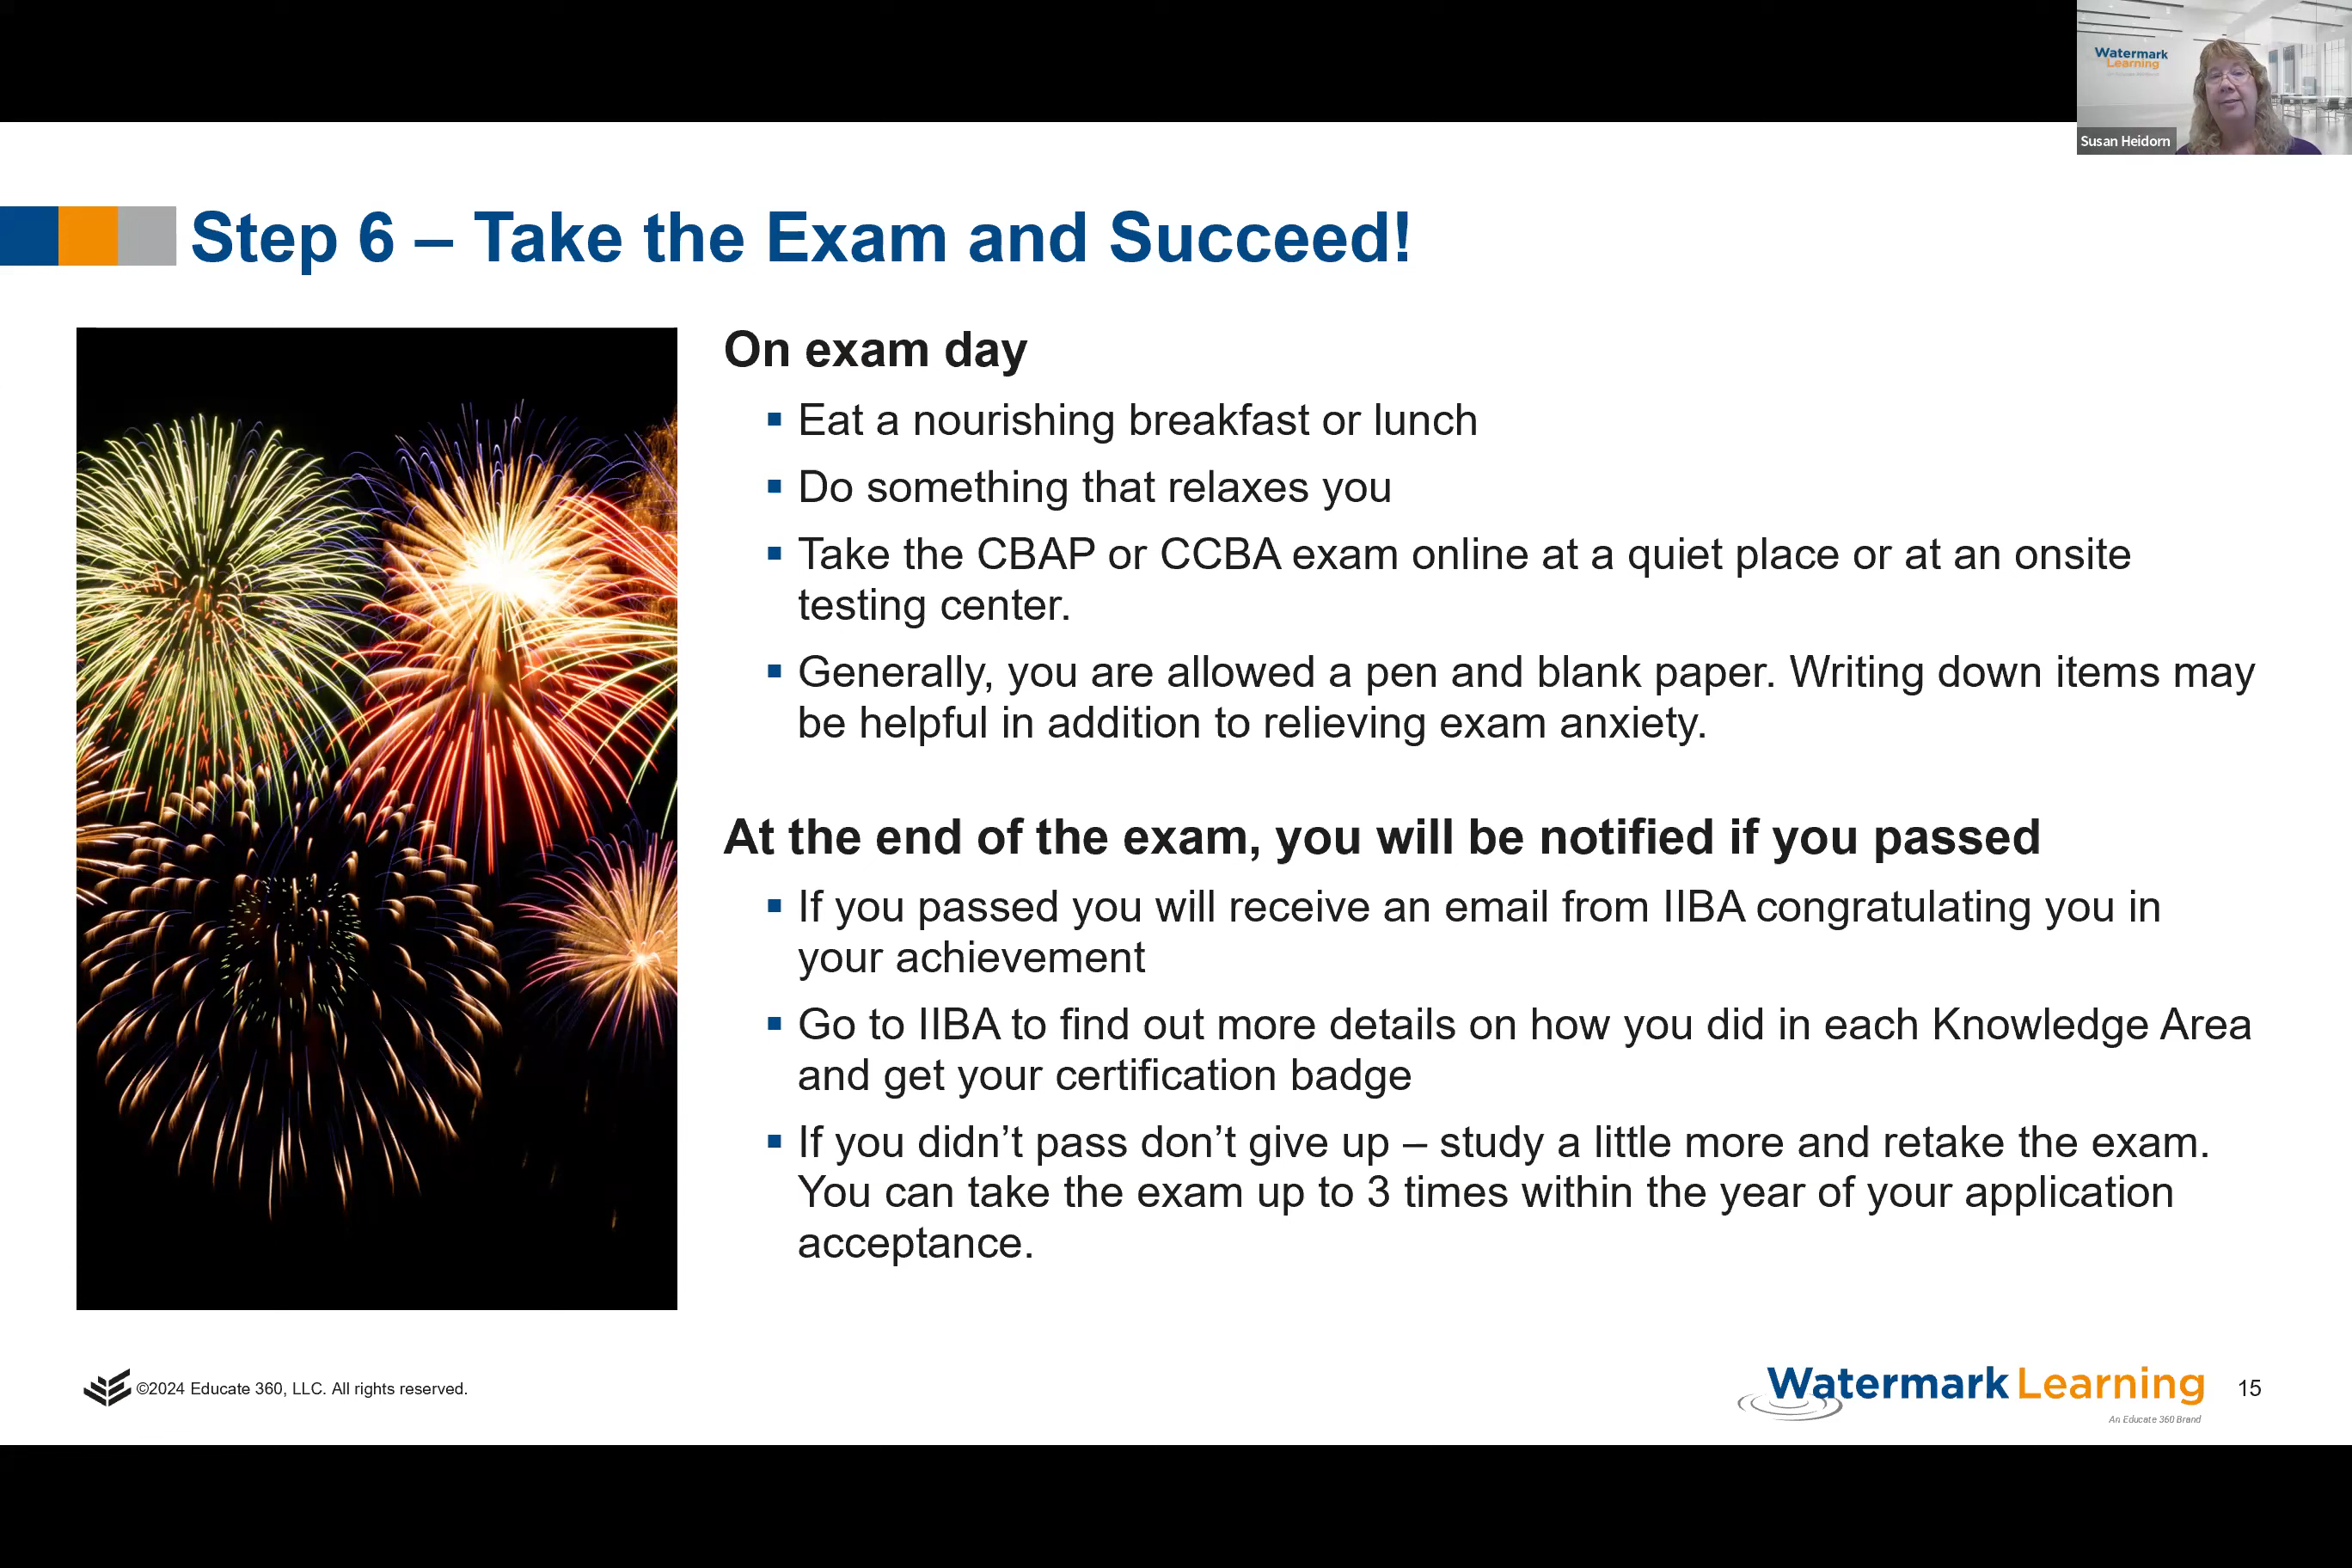 Watermark
Learning
Susan Heidorn
Step 6 – Take the Exam and Succeed!
On exam day
▪ Eat a nourishing breakfast or lunch
▪ Do something that relaxes you
▪ Take the CBAP or CCBA exam online at a quiet place or at an onsite
testing center.
▪ Generally, you are allowed a pen and blank paper. Writing down items may
be helpful in addition to relieving exam anxiety.
At the end of the exam, you will be notified if you passed
▪ If you passed you will receive an email from IIBA congratulating you in
your achievement
▪ Go to IIBA to find out more details on how you did in each Knowledge Area
and get your certification badge
▪ If you didn’t pass don’t give up – study a little more and retake the exam.
You can take the exam up to 3 times within the year of your application
acceptance.
©2024 Educate 360, LLC. All rights reserved.
Watermark Learning
An Educate 360 Brand
15